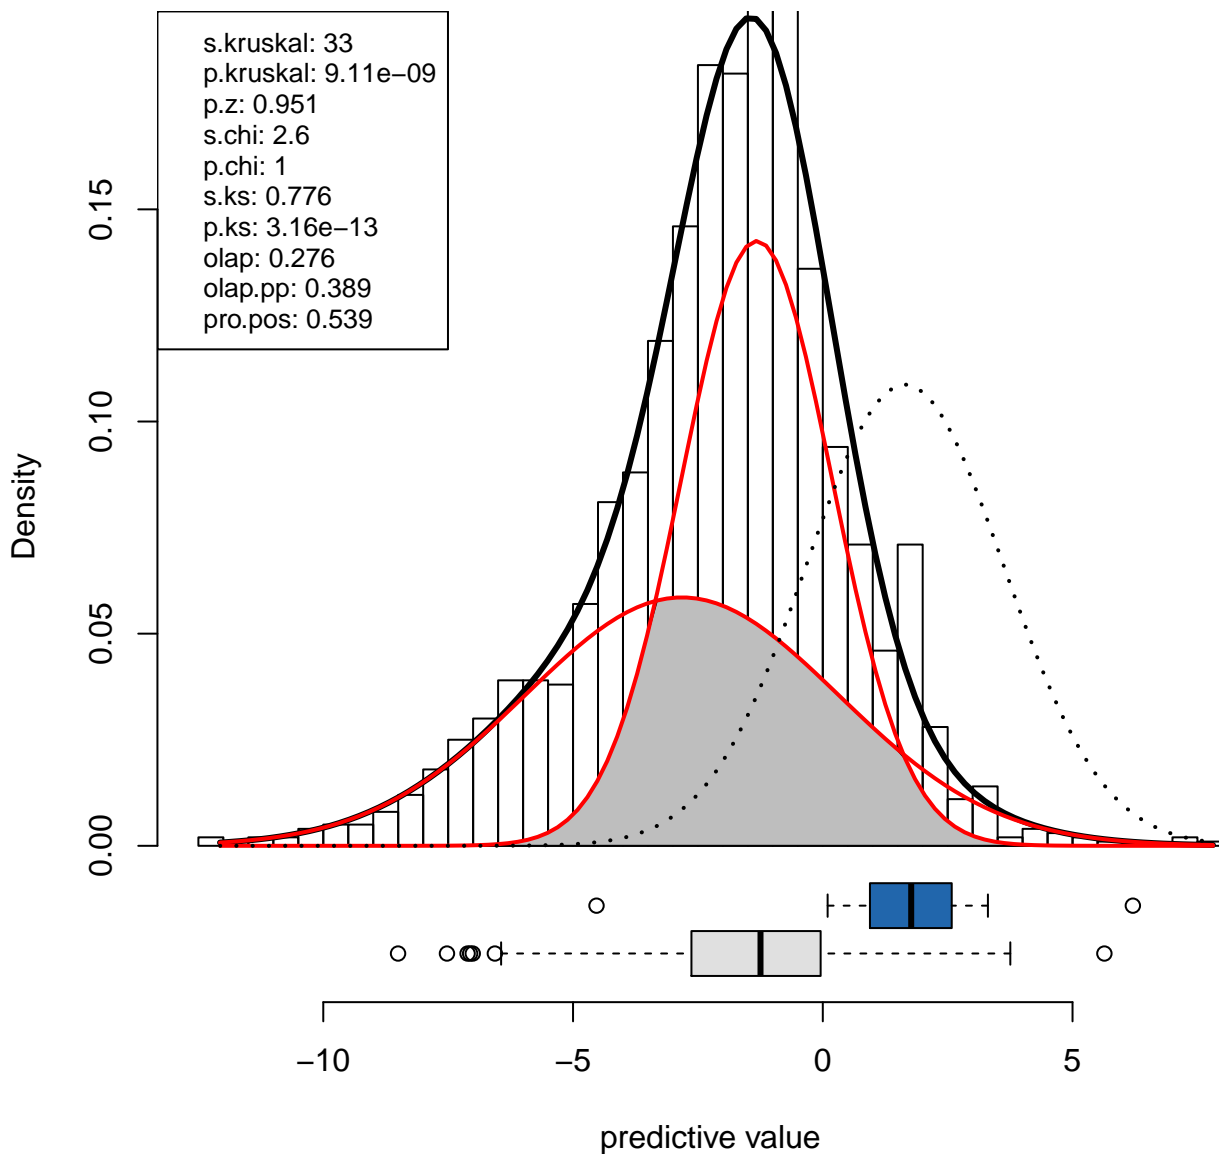 s.kruskal: 33
p.kruskal: 9.11e−09
p.z: 0.951
s.chi: 2.6
p.chi: 1
s.ks: 0.776
p.ks: 3.16e−13
olap: 0.276
olap.pp: 0.389
pro.pos: 0.539
0.15
0.10
0.05
0.00
Density
−10 −5 0 5
predictive value